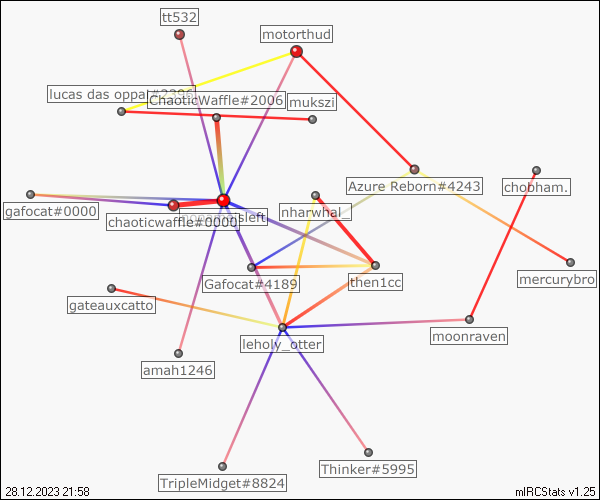 tt532
motorthud
lucas das oppa
ChaoticWaffle#2006
mukszi
Azure Reborn#4243
chobham.
gafocat#0000
chaoticwaffle#0000
sleft
nharwhal_
Gafocat#4189
then1cc
mercurybro
gateauxcatto
leholy_otter
moonraven
amah1246
TripleMidget#8824
Thinker#5995
28.12.2023 21:58
mIRCStats v1.25